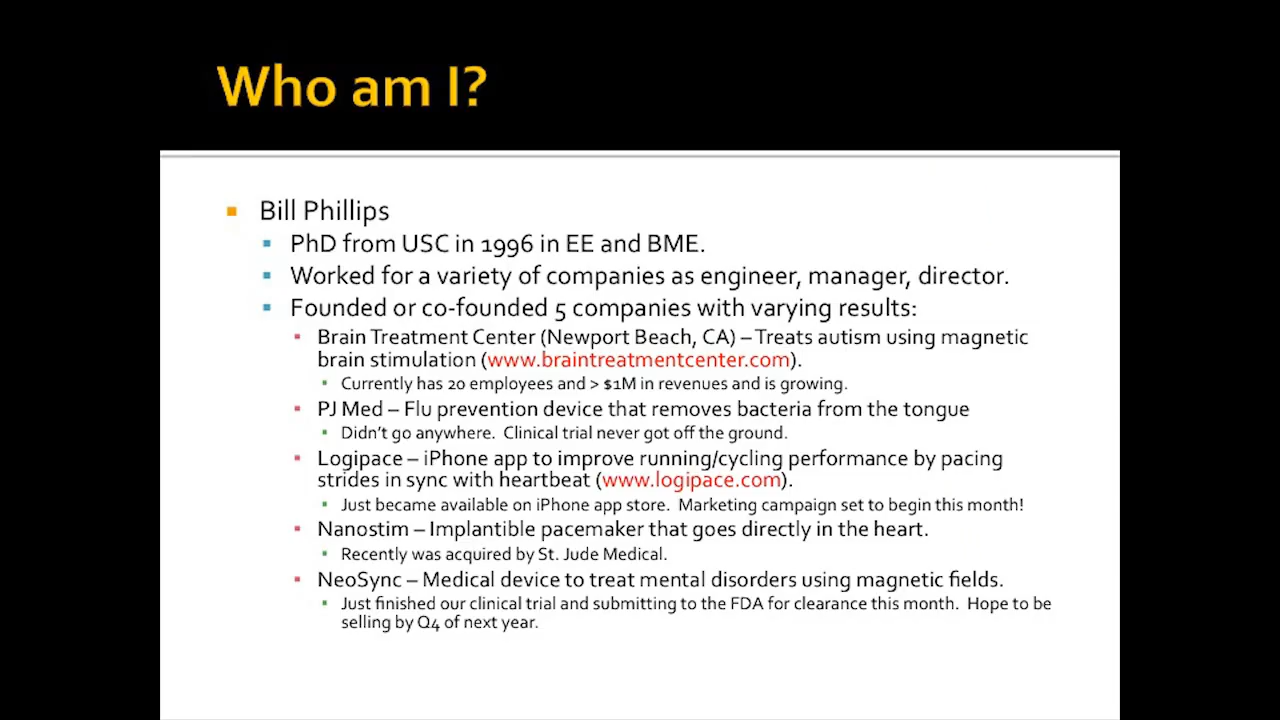 Who am I?
Bill Phillips
PhD from USC in 1996 in EE and BME.
Worked for a variety of companies as engineer, manager, director.
Founded or co-founded 5 companies with varying results:
Brain Treatment Center (Newport Beach, CA) – Treats autism using magnetic
brain stimulation (www.braintreatmentcenter.com).
Currently has 20 employees and > $1M in revenues and is growing.
PJ Med – Flu prevention device that removes bacteria from the tongue
Didn't go anywhere. Clinical trial never got off the ground.
Logipace – iPhone app to improve running/cycling performance by pacing
strides in sync with heartbeat (www.logipace.com).
Just became available on iPhone app store. Marketing campaign set to begin this month!
Nanostim – Implantible pacemaker that goes directly in the heart.
Recently was acquired by St. Jude Medical.
NeoSync – Medical device to treat mental disorders using magnetic fields.
Just finished our clinical trial and submitting to the FDA for clearance this month. Hope to be
selling by Q4 of next year.